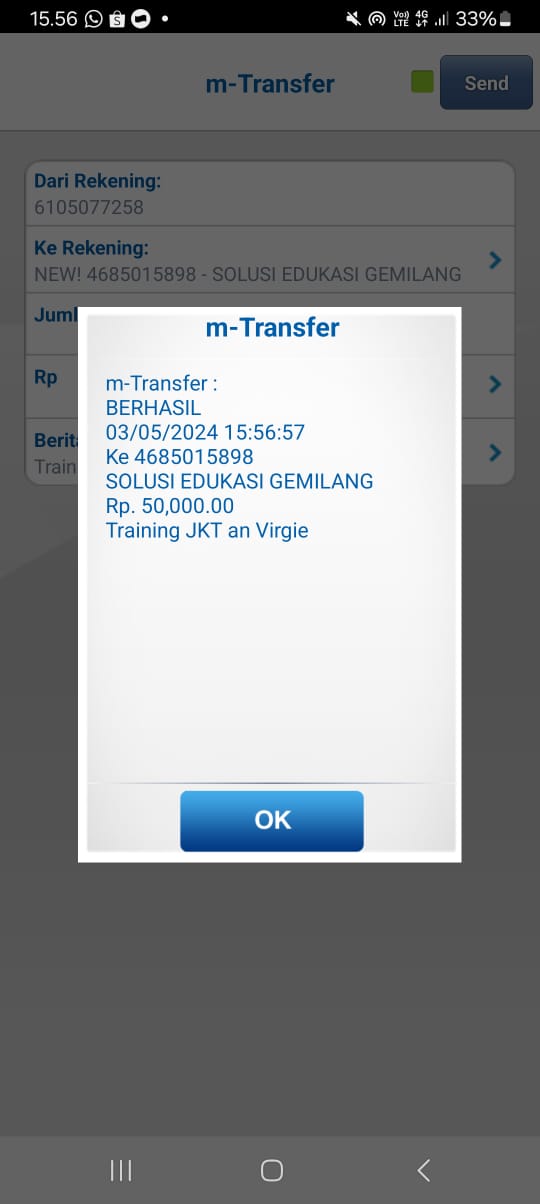 15.56
Voi) LTE 4G 33%
m-Transfer
Send
Dari Rekening:
6105077258
Ke Rekening:
NEW! 4685015898 - SOLUSI EDUKASI GEMILANG
Juml
Rp
Berit
Train
m-Transfer
m-Transfer :
BERHASIL
03/05/2024 15:56:57
Ke 4685015898
SOLUSI EDUKASI GEMILANG
Rp. 50,000.00
Training JKT an Virgie
OK